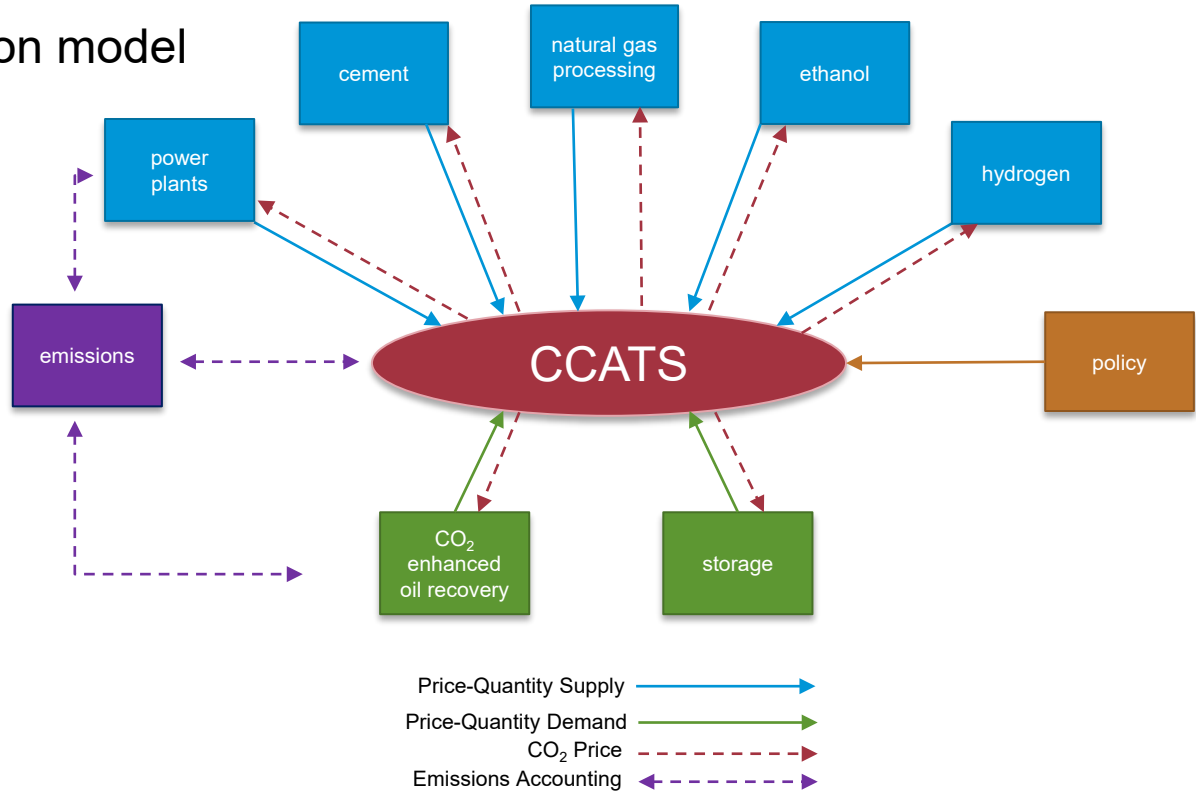 on model
cement
natural gas
processing
ethanol
power
plants
hydrogen
emissions
CCATS
policy
CO₂
enhanced
oil recovery
storage
Price-Quantity Supply
Price-Quantity Demand
CO₂ Price
Emissions Accounting